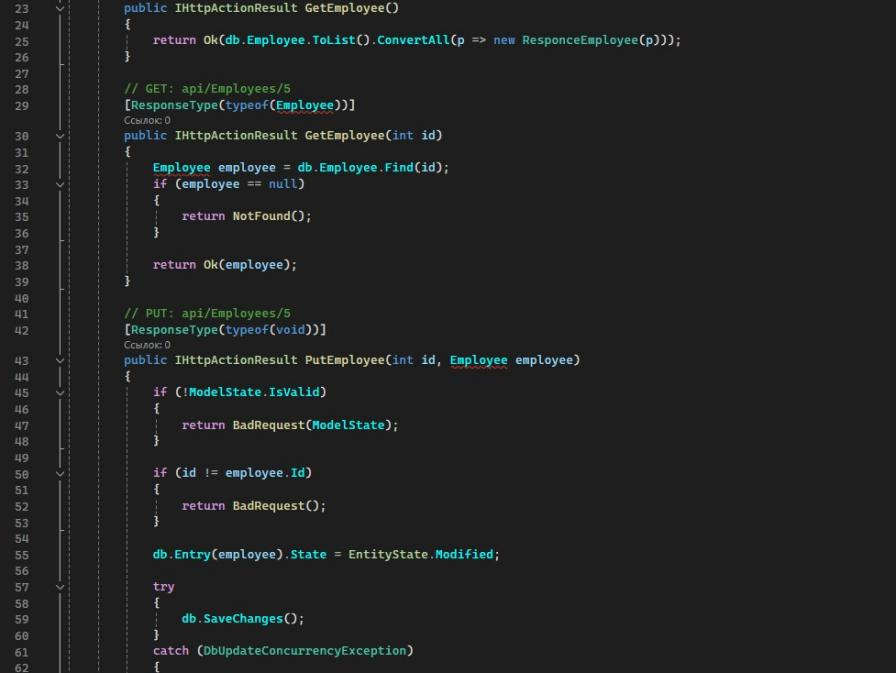 23 public IHttpActionResult GetEmployee()
24 {
25 return Ok(db.Employee.ToList().ConvertAll(p => new ResponceEmployee(p)));
26 }
27
28 // GET: api/Employees/5
29 [ResponseType(typeof(Employee))]
Ссылок: 0
30 public IHttpActionResult GetEmployee(int id)
31 {
32 Employee employee = db.Employee.Find(id);
33 if (employee == null)
34 {
35 return NotFound();
36 }
37
38 return Ok(employee);
39 }
40
41 // PUT: api/Employees/5
42 [ResponseType(typeof(void))]
Ссылок: 0
43 public IHttpActionResult PutEmployee(int id, Employee employee)
44 {
45 if (!ModelState.IsValid)
46 {
47 return BadRequest(ModelState);
48 }
49
50 if (id != employee.Id)
51 {
52 return BadRequest();
53 }
54
55 db.Entry(employee).State = EntityState.Modified;
56
57 try
58 {
59 db.SaveChanges();
60 }
61 catch (DbUpdateConcurrencyException)
62 {